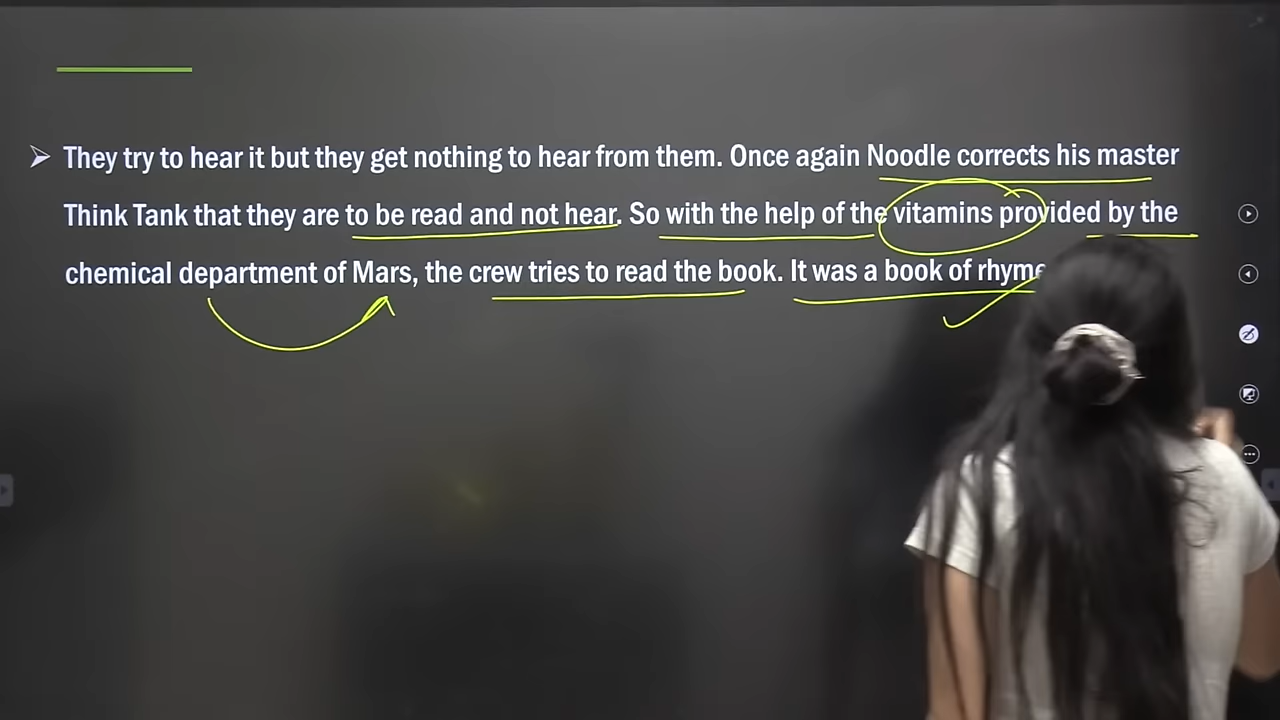 They try to hear it but they get nothing to hear from them. Once again Noodle corrects his master
Think Tank that they are to be read and not hear. So with the help of the vitamins provided by the
chemical department of Mars, the crew tries to read the book. It was a book of rhyme